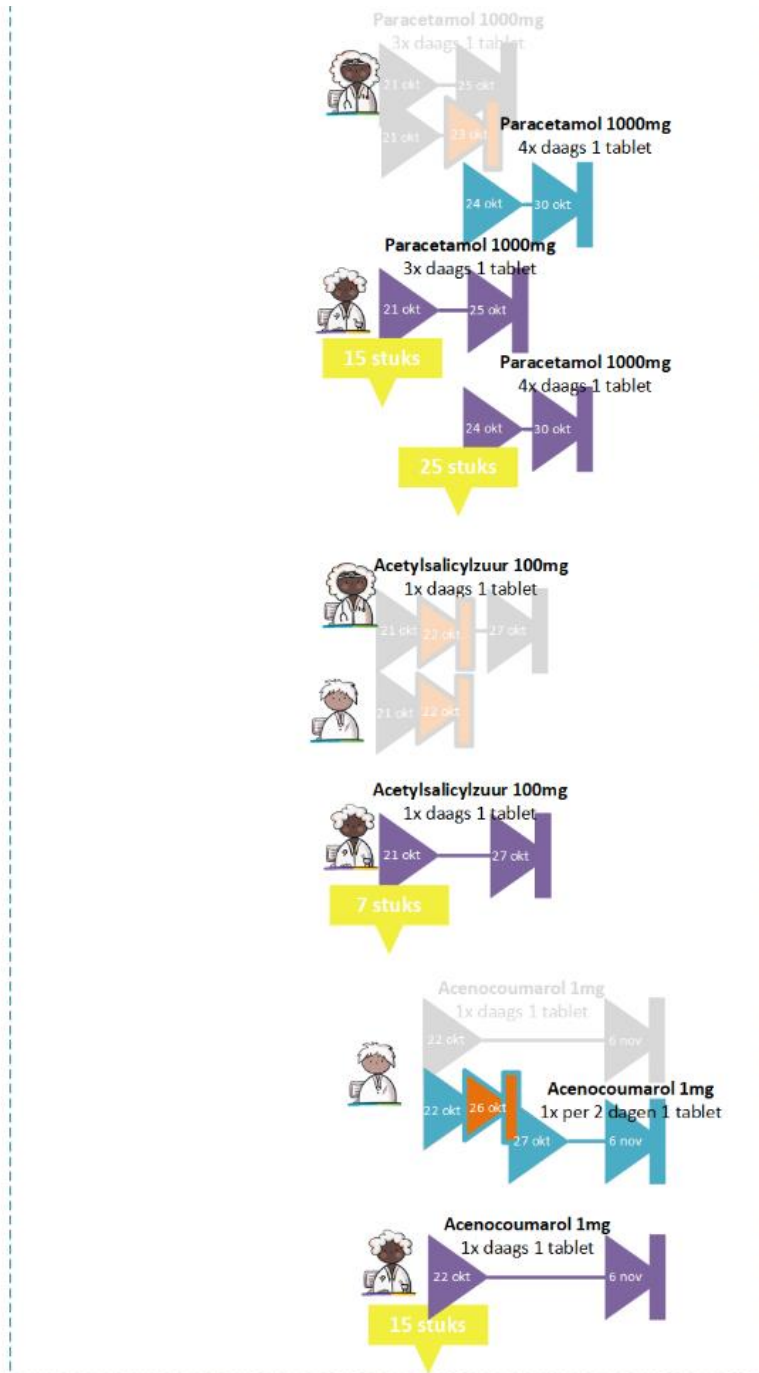 Paracetamol 1000mg
3x daags 1 tablet
21 okt
25 okt
21 okt
23 okt
Paracetamol 1000mg
4x daags 1 tablet
24 okt
30 okt
Paracetamol 1000mg
3x daags 1 tablet
21 okt
25 okt
15 stuks
Paracetamol 1000mg
4x daags 1 tablet
24 okt
30 okt
25 stuks
Acetylsalicylzuur 100mg
1x daags 1 tablet
21 okt
22 okt
27 okt
21 okt
22 okt
Acetylsalicylzuur 100mg
1x daags 1 tablet
21 okt
27 okt
7 stuks
Acenocoumarol 1mg
1x daags 1 tablet
22 okt
6 nov
Acenocoumarol 1mg
1x per 2 dagen 1 tablet
22 okt
26 okt
27 okt
6 nov
Acenocoumarol 1mg
1x daags 1 tablet
22 okt
6 nov
15 stuks